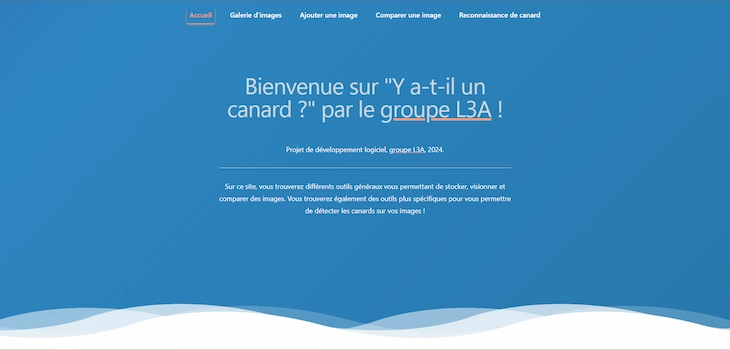 Accueil Galerie d'images Ajouter une image Comparer une image Reconnaissance de canard
Bienvenue sur "Y a-t-il un
canard ?" par le groupe L3A !
Projet de développement logiciel, groupe L3A, 2024.
Sur ce site, vous trouverez différents outils généraux vous permettant de stocker, visionner et
comparer des images. Vous trouverez également des outils plus spécifiques pour vous permettre
de détecter les canards sur vos images !